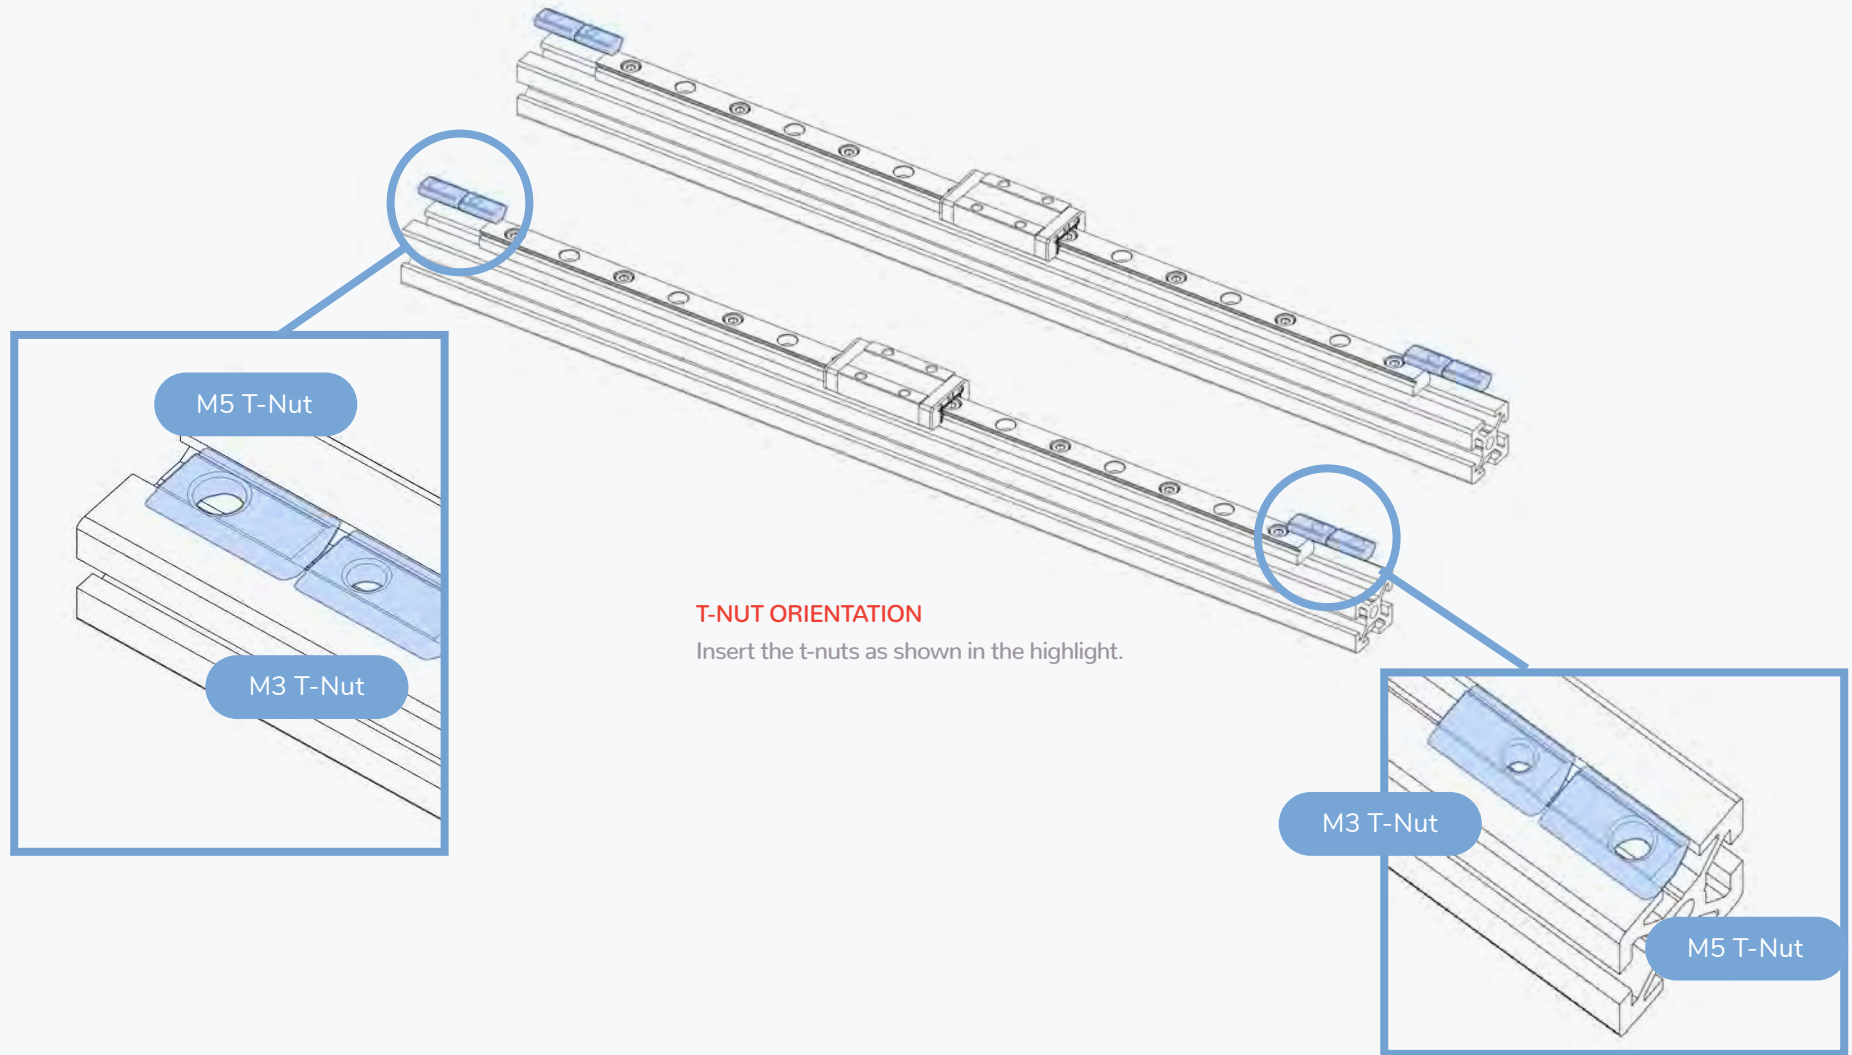 M5 T-Nut
M3 T-Nut
T-NUT ORIENTATION
Insert the t-nuts as shown in the highlight.
M3 T-Nut
M5 T-Nut